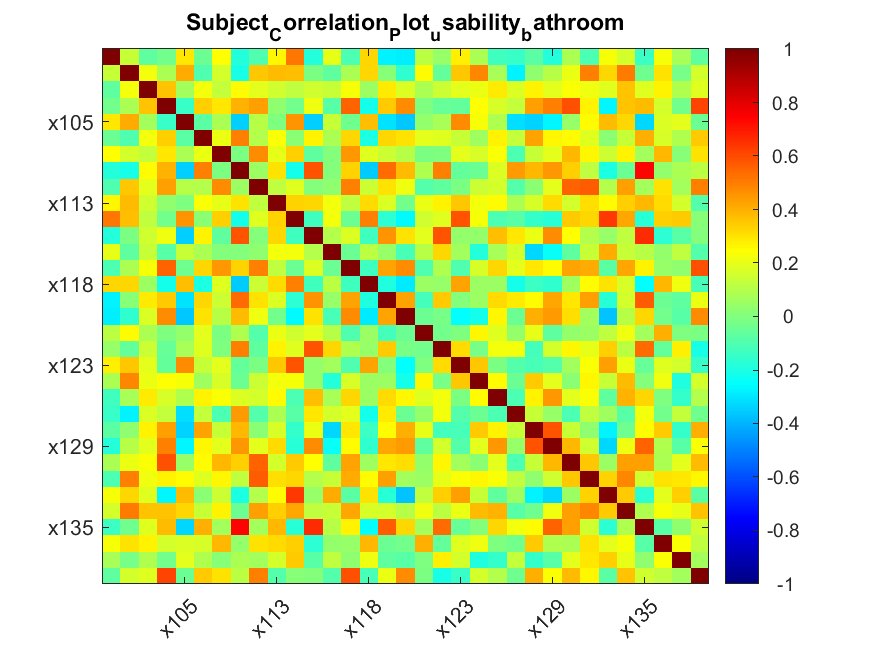 Subject_Correlation_Plot_usability_bathroom
x105
x113
x118
x123
x129
x135
x105
x113
x118
x123
x129
x135
1
0.8
0.6
0.4
0.2
0
-0.2
-0.4
-0.6
-0.8
-1